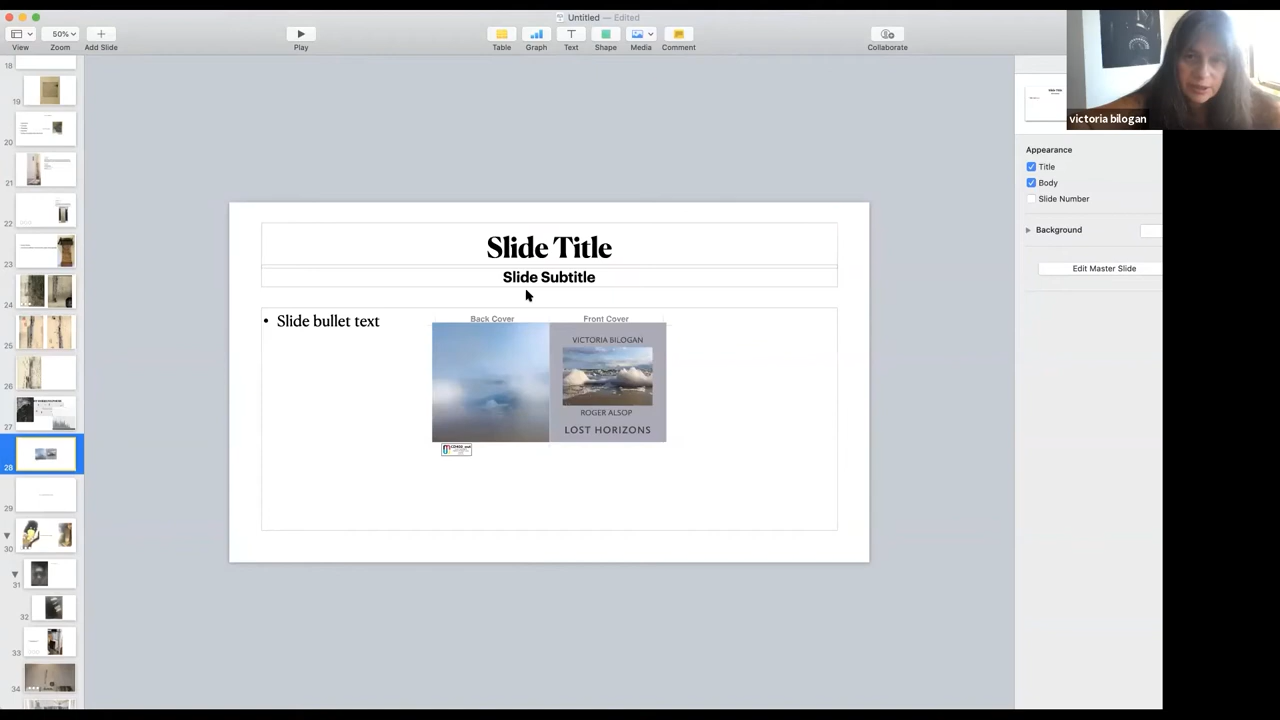 Untitled — Edited
50%
View
Zoom
Add Slide
Play
Table
Graph
Text
Shape
Media
Comment
Collaborate
victoria bilogan
18
19
20
21
22
23
24
25
26
27
28
29
30
31
32
33
34
Slide Title
Slide Subtitle
• Slide bullet text
Back Cover
Front Cover
VICTORIA BILOGAN
ROGER ALSOP
LOST HORIZONS
Appearance
Title
Body
Slide Number
Background
Edit Master Slide